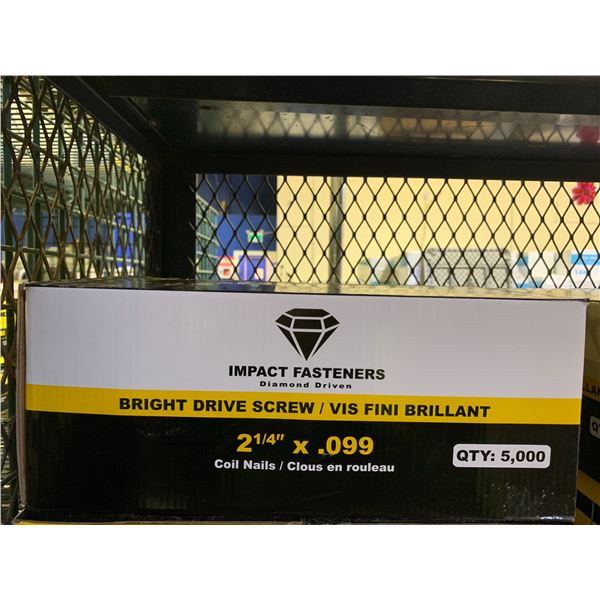 IMPACT FASTENERS
Diamond Driven
BRIGHT DRIVE SCREW / VIS FINI BRILLANT
2 1/4" x .099
Coil Nails / Clous en rouleau
QTY: 5,000